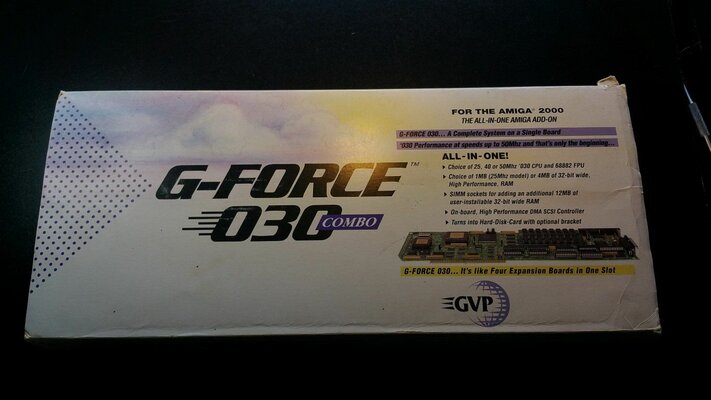 G-FORCE™
030 COMBO
FOR THE AMIGA® 2000
THE ALL-IN-ONE AMIGA ADD-ON
G-FORCE 030... A Complete System on a Single Board
'030 Performance at speeds up to 50Mhz and that's only the beginning...
ALL-IN-ONE!
Choice of 25, 40 or 50Mhz '030 CPU and 68882 FPU
Choice of 1MB (25Mhz model) or 4MB of 32-bit wide,
High Performance, RAM
SIMM sockets for adding an additional 12MB of
user-installable 32-bit wide RAM
On-board, High Performance DMA SCSI Controller
Turns into Hard-Disk-Card with optional bracket
G-FORCE 030... It's like Four Expansion Boards in One Slot
GVP